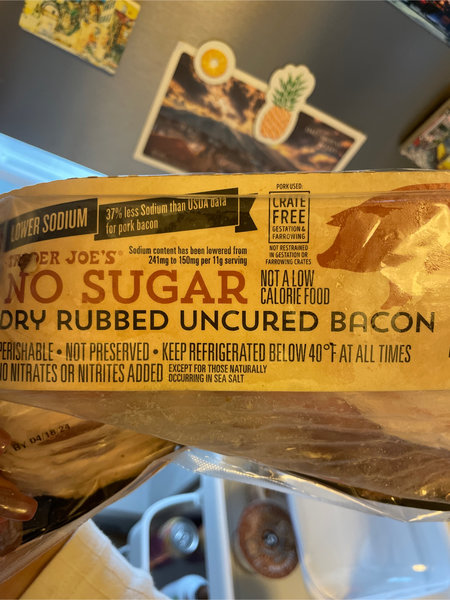 LOWER SODIUM
37% less Sodium than USDA data
for pork bacon
Sodium content has been lowered from
241mg to 150mg per 11g serving
PORK USED:
CRATE
FREE
GESTATION &
FARROWING
NOT RESTRAINED
IN GESTATION OR
FARROWING CRATES
TRADER JOE'S
NO SUGAR
NOT A LOW
CALORIE FOOD
DRY RUBBED UNCURED BACON
PERISHABLE • NOT PRESERVED • KEEP REFRIGERATED BELOW 40°F AT ALL TIMES
NO NITRATES OR NITRITES ADDED
EXCEPT FOR THOSE NATURALLY
OCCURRING IN SEA SALT
BY 04/18/24